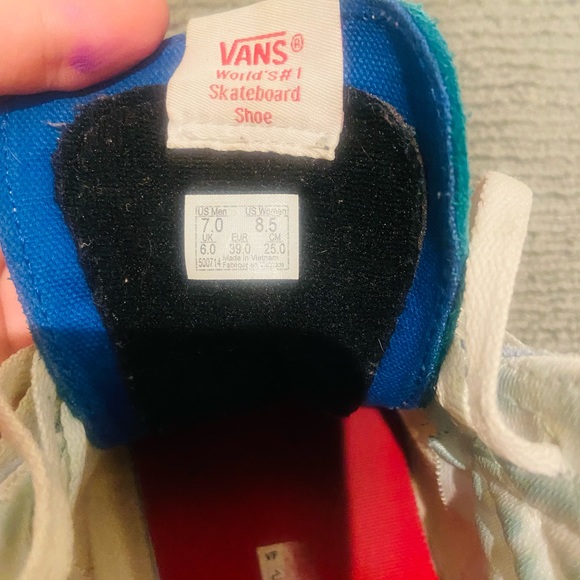 VANS®
World's #1
Skateboard
Shoe
US Men US Women
7.0 8.5
UK EUR CM
6.0 39.0 25.0
500714 Made in Vietnam